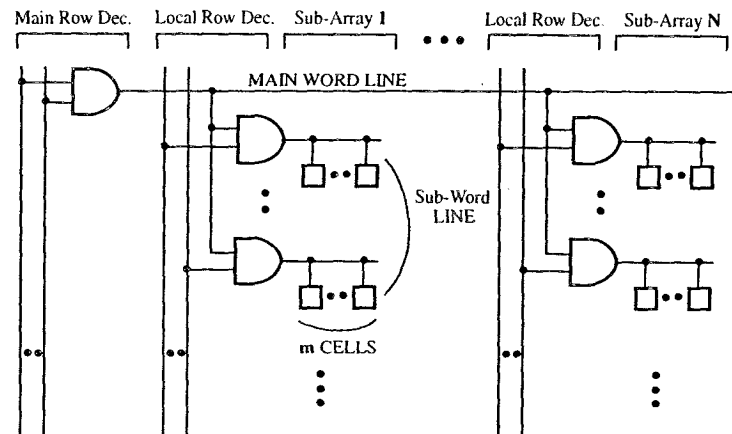 Main Row Dec.
Local Row Dec.
Sub-Array 1
Local Row Dec.
Sub-Array N
MAIN WORD LINE
Sub-Word
LINE
m CELLS